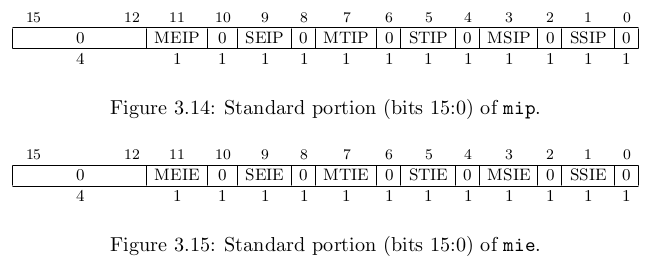 15 12 11 10 9 8 7 6 5 4 3 2 1 0
0 MEIP 0 SEIP 0 MTIP 0 STIP 0 MSIP 0 SSIP 0
4 1 1 1 1 1 1 1 1 1 1 1 1
Figure 3.14: Standard portion (bits 15:0) of mip.
15 12 11 10 9 8 7 6 5 4 3 2 1 0
0 MEIE 0 SEIE 0 MTIE 0 STIE 0 MSIE 0 SSIE 0
4 1 1 1 1 1 1 1 1 1 1 1 1
Figure 3.15: Standard portion (bits 15:0) of mie.